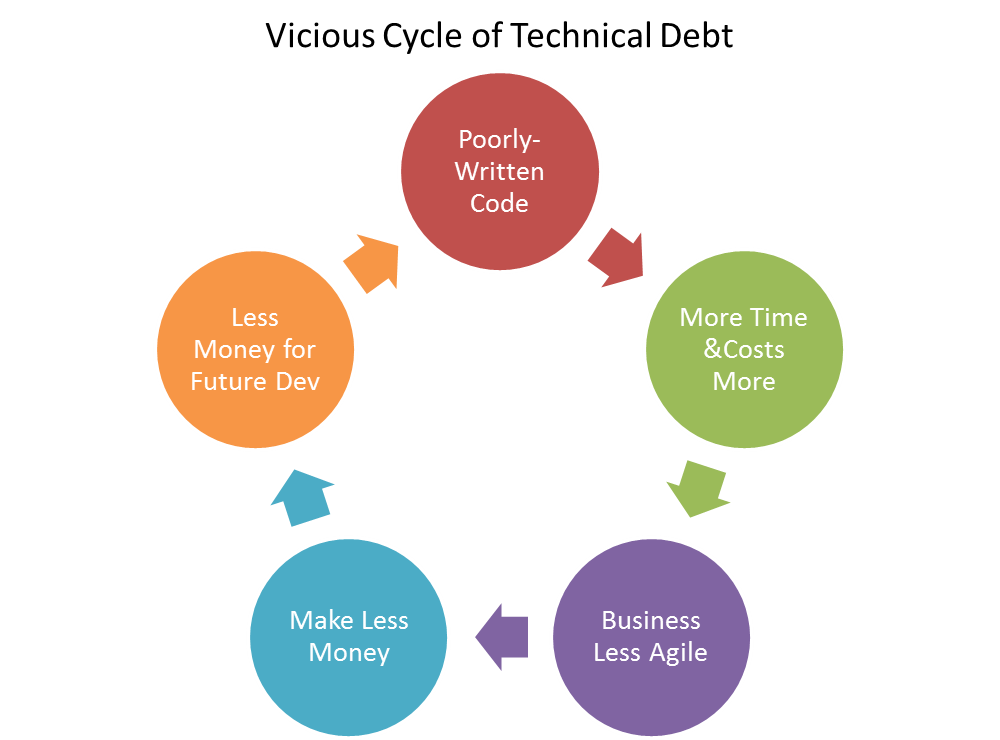 Vicious Cycle of Technical Debt
Poorly-
Written
Code
More Time
&Costs
More
Business
Less Agile
Make Less
Money
Less
Money for
Future Dev